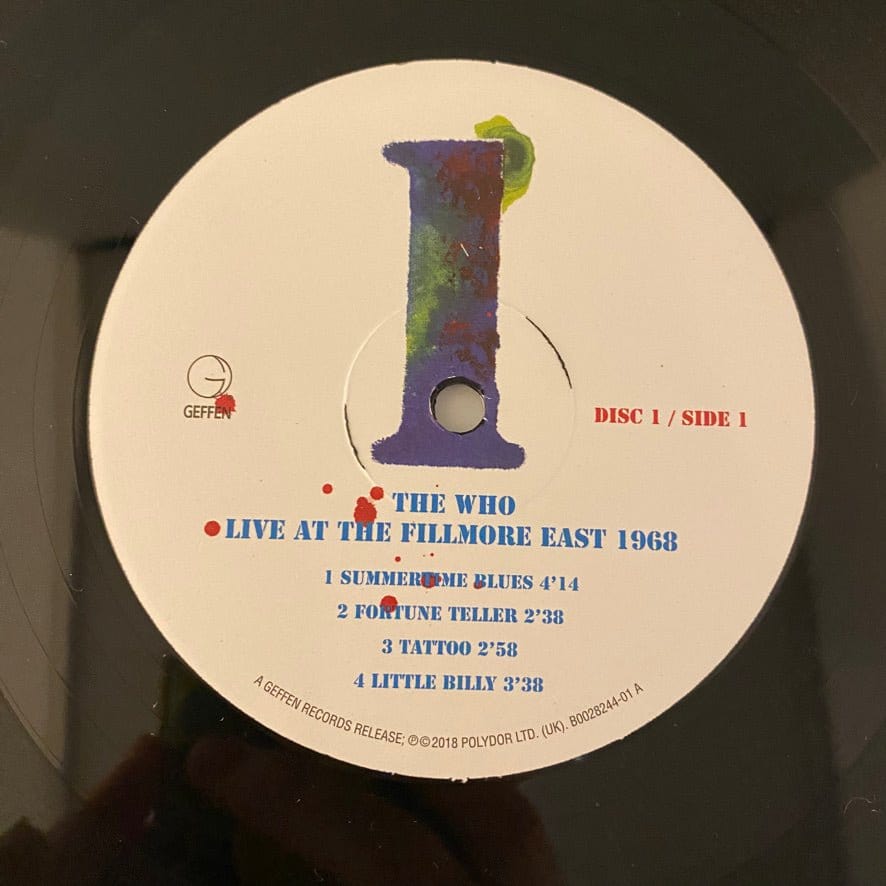 1
GEFFEN
DISC 1 / SIDE 1
THE WHO
LIVE AT THE FILLMORE EAST 1968
1 SUMMERTIME BLUES 4'14
2 FORTUNE TELLER 2'38
3 TATTOO 2'58
4 LITTLE BILLY 3'38
A GEFFEN RECORDS RELEASE; ℗©2018 POLYDOR LTD. (UK). B0028244-01 A